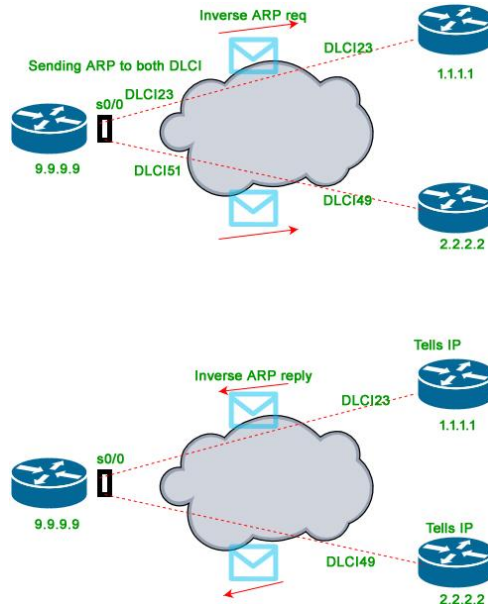 Inverse ARP req
DLCI23
Sending ARP to both DLCI
1.1.1.1
s0/0
DLCI23
9.9.9.9
DLCI51
DLCI49
2.2.2.2
Tells IP
Inverse ARP reply
DLCI23
1.1.1.1
s0/0
9.9.9.9
Tells IP
DLCI49
2.2.2.2